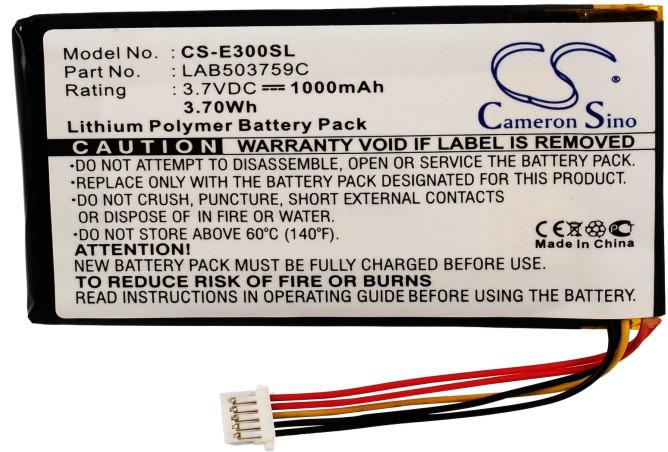 Model No. : CS-E300SL
Part No. : LAB503759C
Rating : 3.7VDC ⎓ 1000mAh
3.70Wh
Lithium Polymer Battery Pack
CS
Cameron Sino
CAUTION WARRANTY VOID IF LABEL IS REMOVED
•DO NOT ATTEMPT TO DISASSEMBLE, OPEN OR SERVICE THE BATTERY PACK.
•REPLACE ONLY WITH THE BATTERY PACK DESIGNATED FOR THIS PRODUCT.
•DO NOT CRUSH, PUNCTURE, SHORT EXTERNAL CONTACTS
OR DISPOSE OF IN FIRE OR WATER.
•DO NOT STORE ABOVE 60°C (140°F).
CE
Made In China
ATTENTION!
NEW BATTERY PACK MUST BE FULLY CHARGED BEFORE USE.
TO REDUCE RISK OF FIRE OR BURNS
READ INSTRUCTIONS IN OPERATING GUIDE BEFORE OPERATING UNIT.